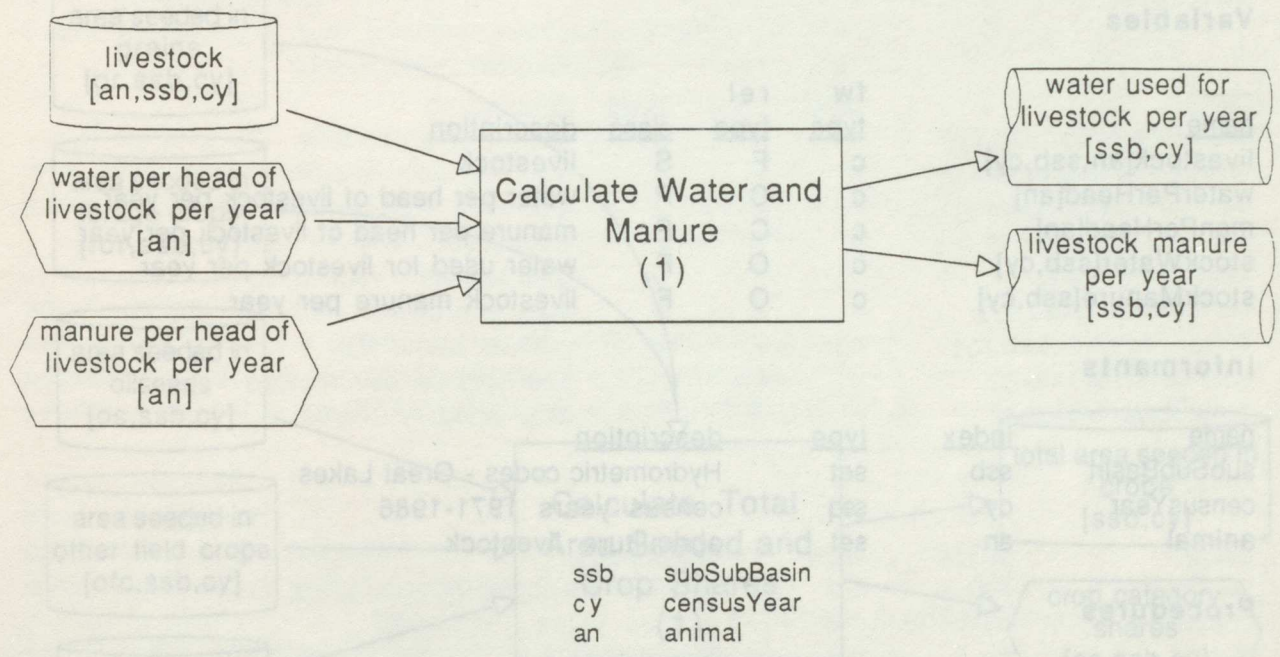 livestock
[an,ssb,cy]
water per head of
livestock per year
[an]
manure per head of
livestock per year
[an]
Calculate Water and
Manure
(1)
water used for
livestock per year
[ssb,cy]
livestock manure
per year
[ssb,cy]
ssb subSubBasin
cy censusYear
an animal